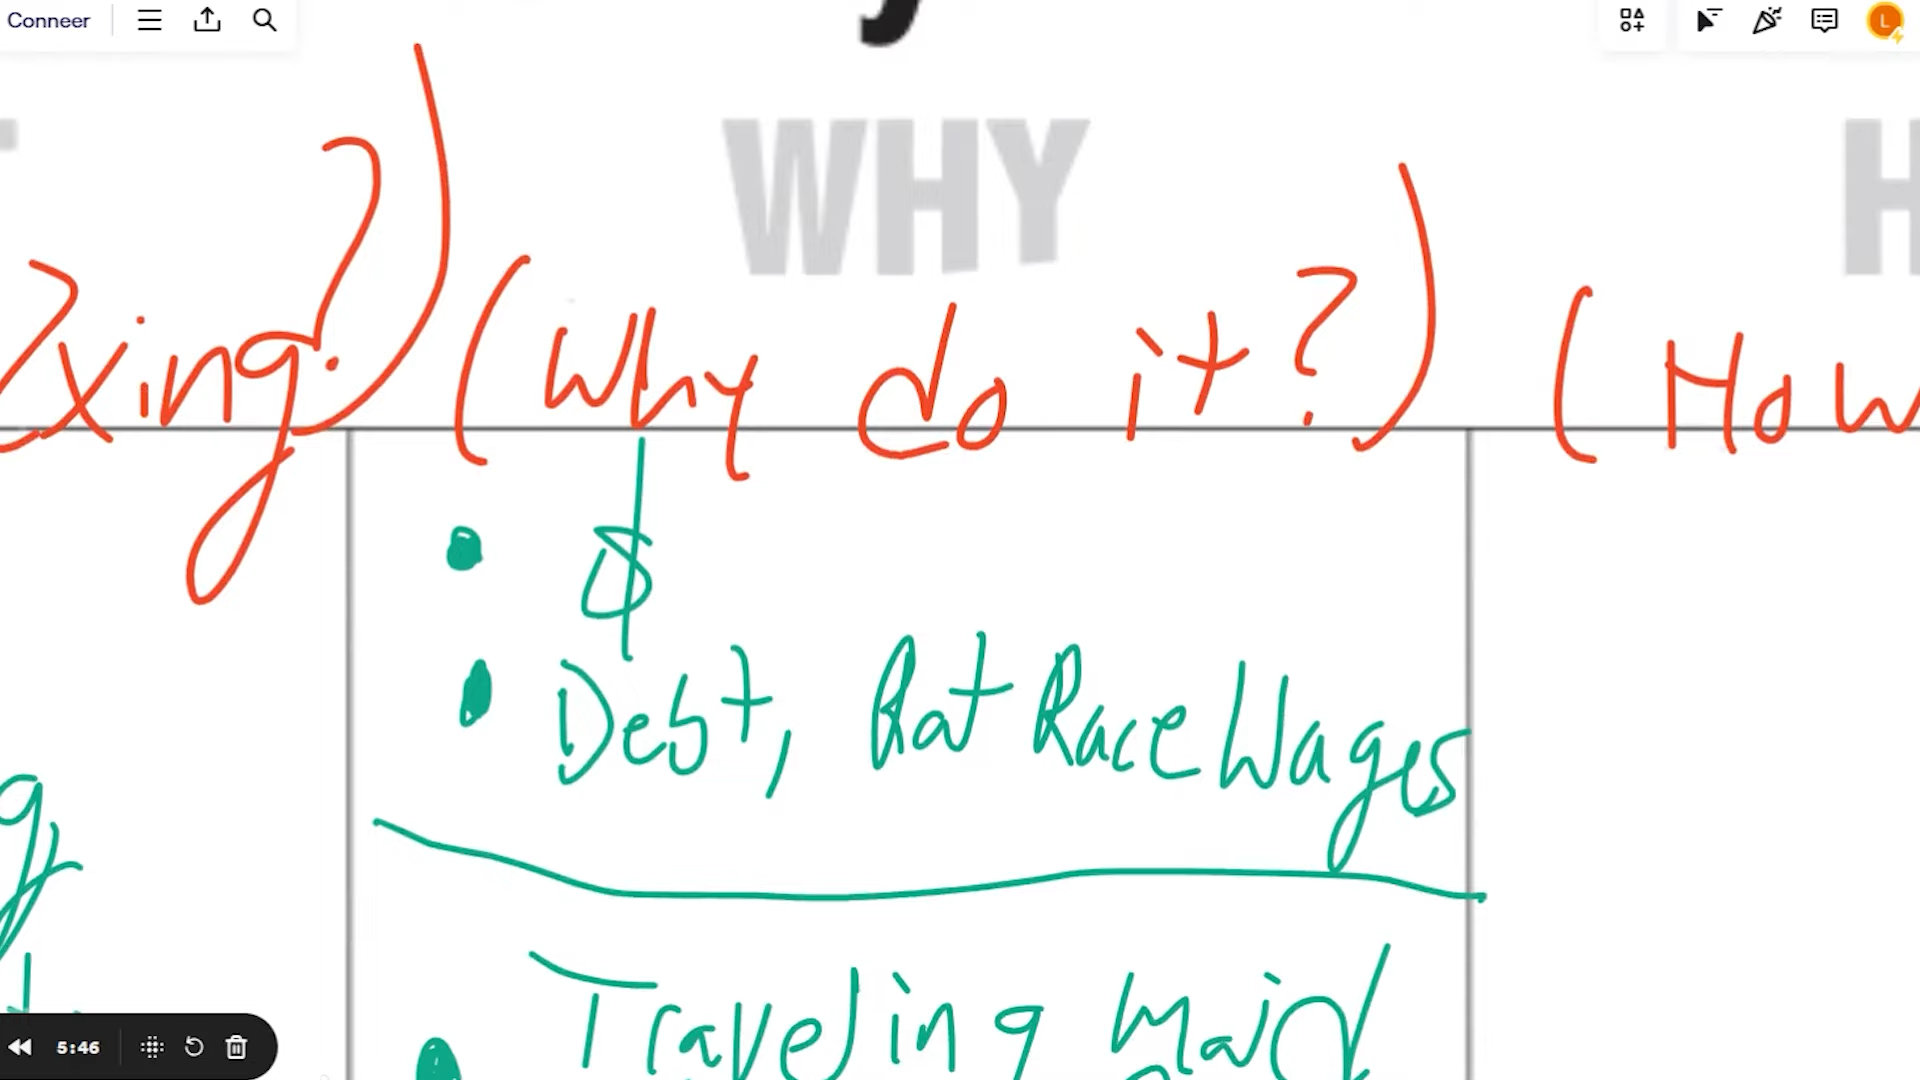 Conneer
L
WHY
H
xing?) (Why do it?) (How
$
Debt, Rat Race Wages
Traveling maid
5:46